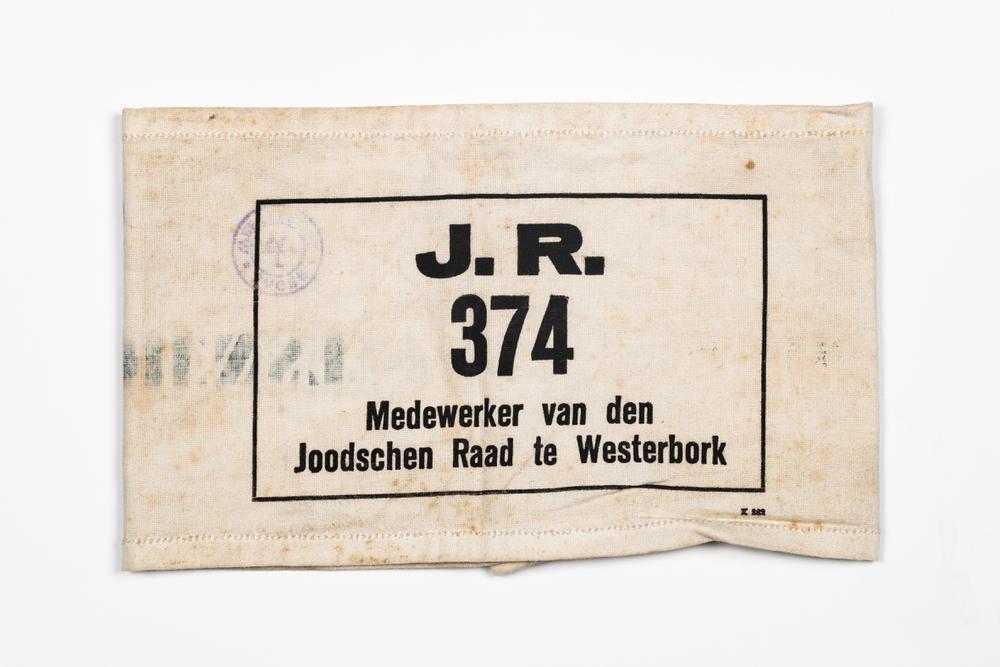 J. R.
374
Medewerker van den
Joodschen Raad te Westerbork